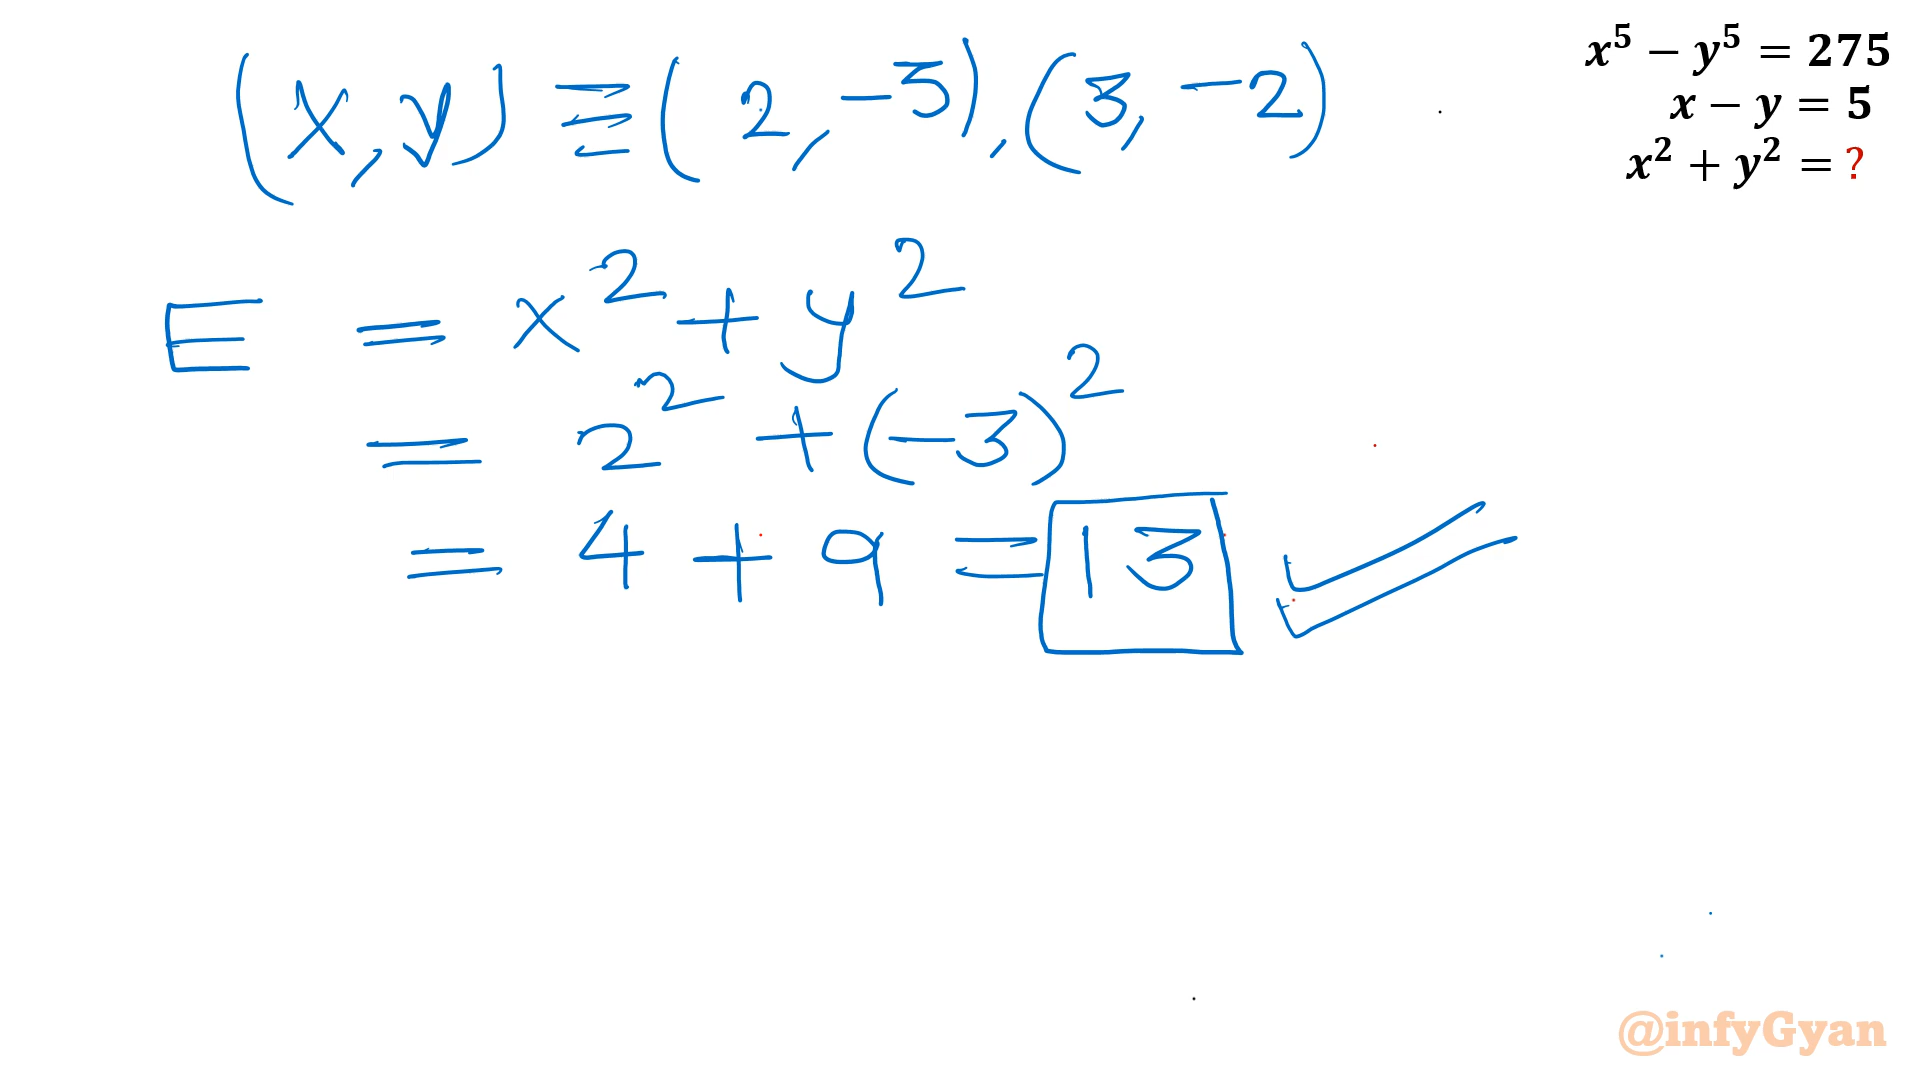 (x, y) ≡ (2, -3), (3, -2)
x⁵ − y⁵ = 275
x − y = 5
x² + y² = ?
E = x² + y²
= 2² + (-3)²
= 4 + 9 = 13
@infyGyan